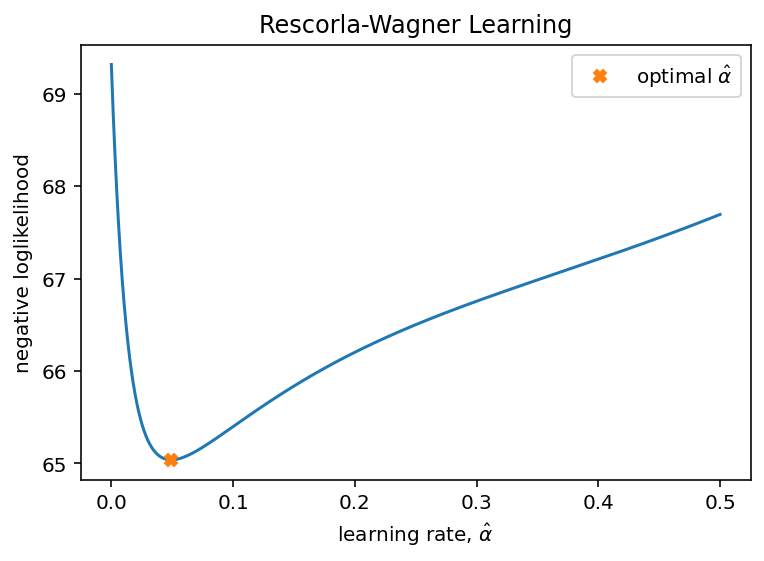 Rescorla-Wagner Learning
optimal α̂
69
68
67
66
65
negative loglikelihood
0.0 0.1 0.2 0.3 0.4 0.5
learning rate, α̂